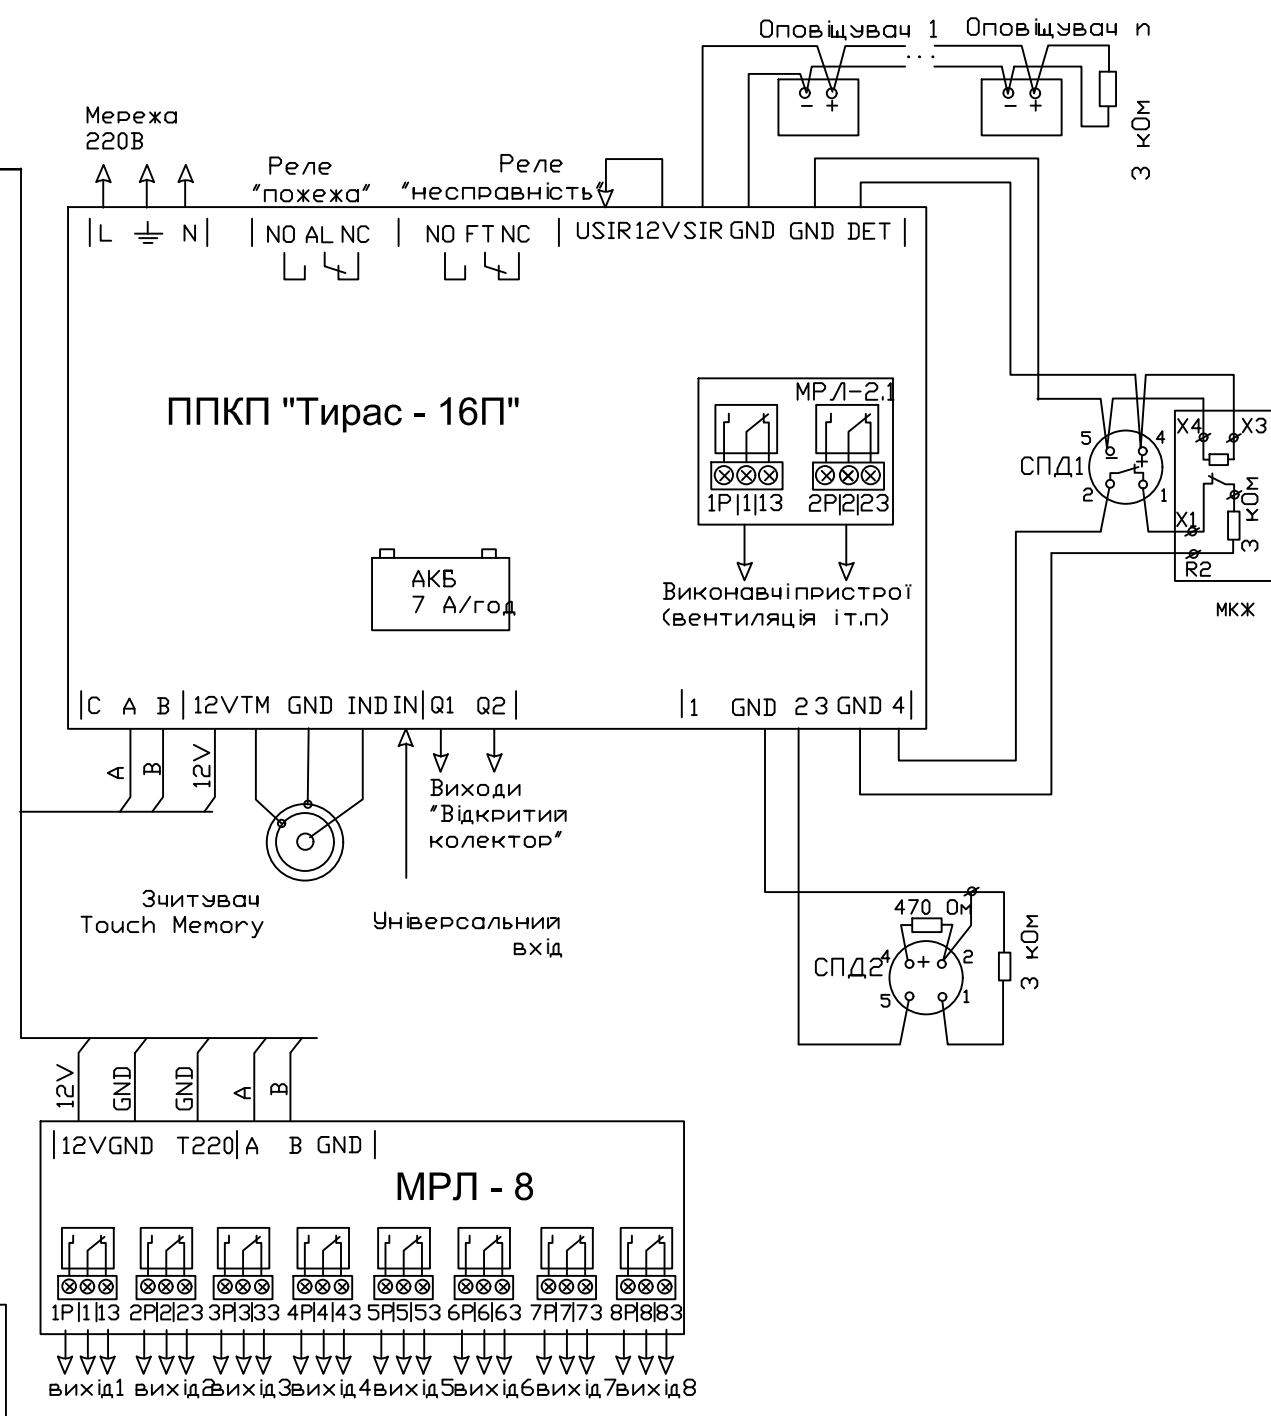 Оповіщувач 1 Оповіщувач n
. . .
− + − +
3 кОм
Мережа
220В
Реле
"пожежа"
Реле
"несправність"
|L N| |NO AL NC | NO FT NC | USIR12VSIR GND GND DET |
ППКП "Тирас - 16П"
МРЛ-2.1
1Р|1|13 2Р|2|23
Виконавчі пристрої
(вентиляція і т.п)
АКБ
7 А/год
СПД1
5 4
− +
2 1
X4 X3
X1
R2
3 кОм
МКЖ
|C A B |12VTM GND IND IN|Q1 Q2 | |1 GND 2 3 GND 4|
A B 12V
Виходи
"Відкритий
колектор"
Зчитувач
Touch Memory
Універсальний
вхід
470 Ом
СПД2
4 + 2
5 1
3 кОм
12V GND GND A B
|12VGND T220|A B GND |
МРЛ - 8
1Р|1|13 2Р|2|23 3Р|3|33 4Р|4|43 5Р|5|53 6Р|6|63 7Р|7|73 8Р|8|83
вихід1 вихід2 вихід3 вихід4 вихід5 вихід6 вихід7 вихід8